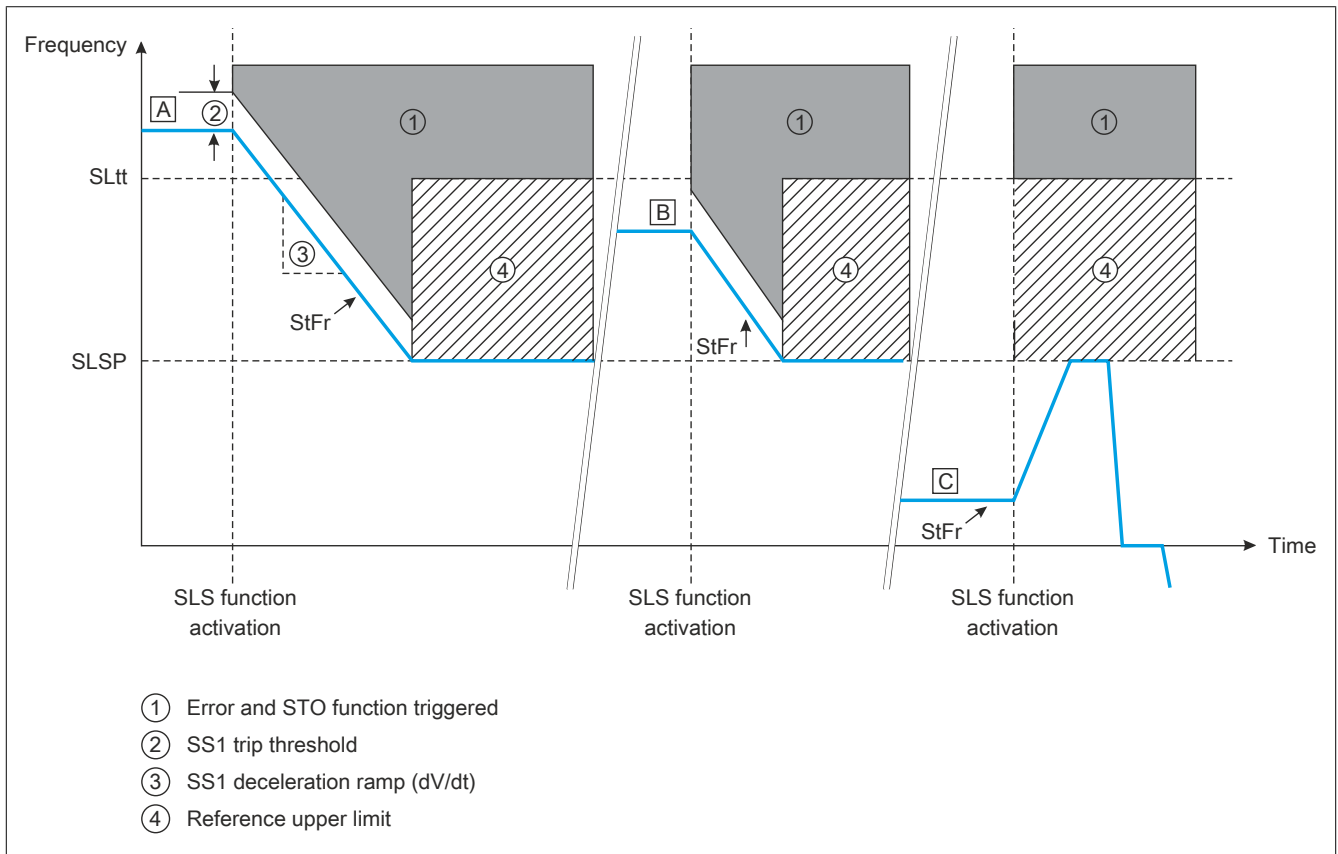 Frequency
A
②
①
①
①
SLtt
B
③
④
④
④
StFr
StFr
SLSP
C
StFr
Time
SLS function
activation
SLS function
activation
SLS function
activation
① Error and STO function triggered
② SS1 trip threshold
③ SS1 deceleration ramp (dV/dt)
④ Reference upper limit